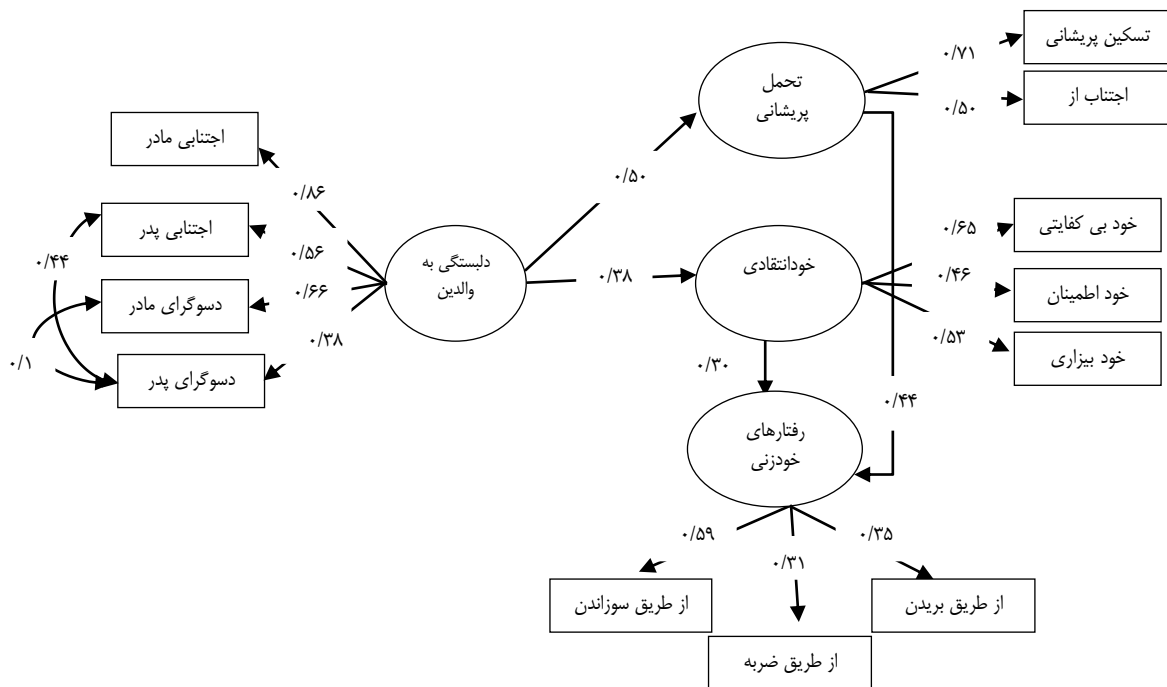 تسکین پریشانی
۰/۷۱
تحمل
پریشانی
اجتناب از
۰/۵۰
اجتنابی مادر
۰/۸۶
۰/۵۰
اجتنابی پدر
۰/۵۶
۰/۴۴
دلبستگی به
والدین
۰/۳۸
خودانتقادی
۰/۶۵
خود بی کفایتی
۰/۴۶
خود اطمینان
۰/۵۳
خود بیزاری
دسوگرای مادر
۰/۶۶
۰/۱
دسوگرای پدر
۰/۳۸
۰/۳۰
۰/۴۴
رفتارهای
خودزنی
۰/۵۹
۰/۳۱
۰/۳۵
از طریق سوزاندن
از طریق بریدن
از طریق ضربه